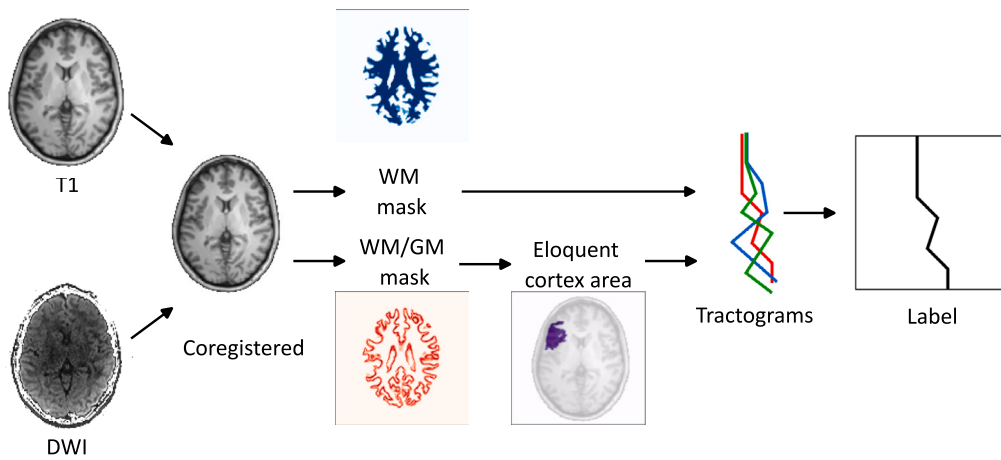 T1
DWI
Coregistered
WM
mask
WM/GM
mask
Eloquent
cortex area
Tractograms
Label